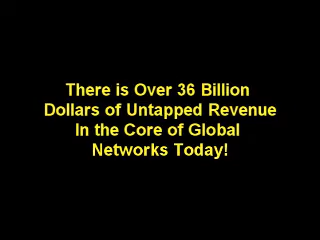 There is Over 36 Billion
Dollars of Untapped Revenue
In the Core of Global
Networks Today!